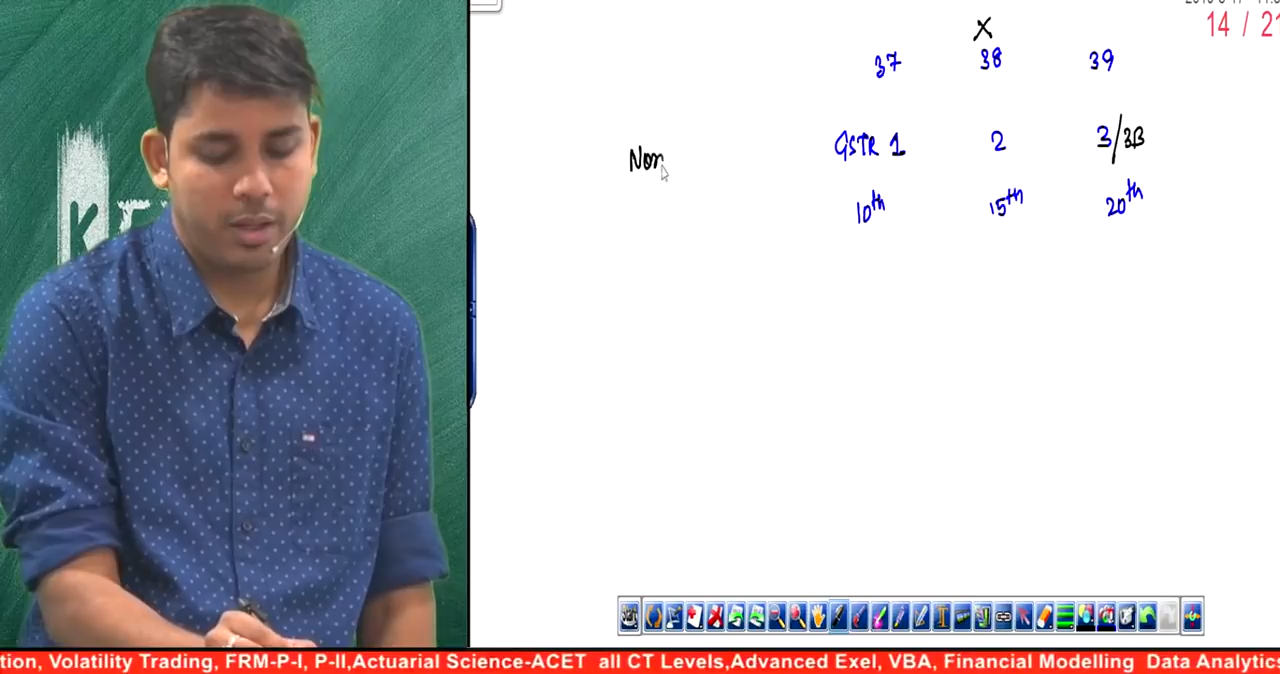 14 / 21
X
37 38 39
GSTR 1 2 3/3B
Nor
10th 15th 20th
K
tion, Volatility Trading, FRM-P-I, P-II,Actuarial Science-ACET all CT Levels,Advanced Exel, VBA, Financial Modelling Data Analytics